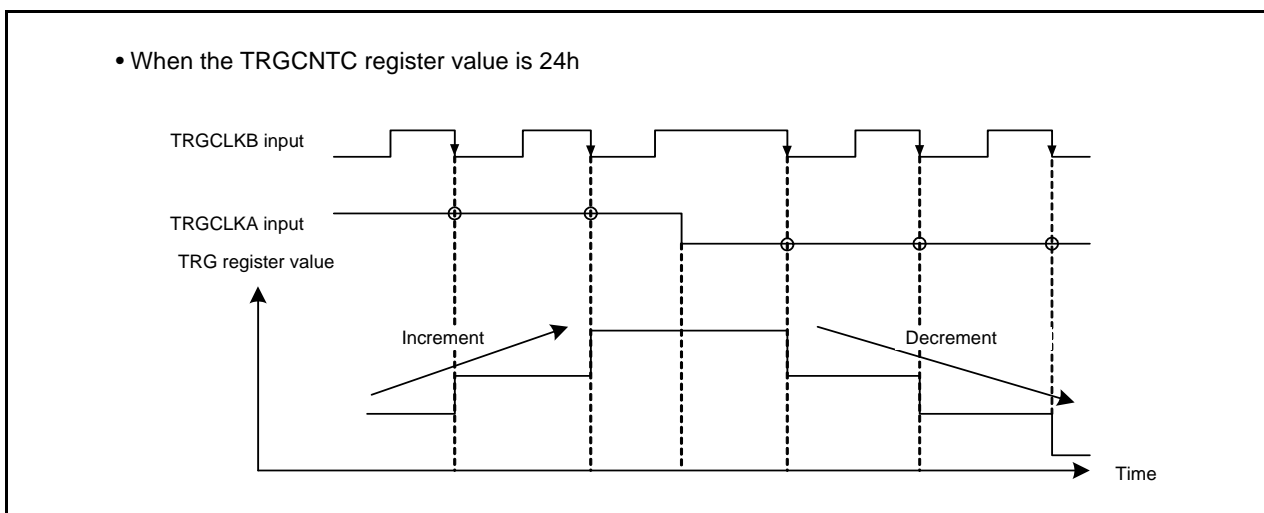 • When the TRGCNTC register value is 24h
TRGCLKB input
TRGCLKA input
TRG register value
Increment
Decrement
Time